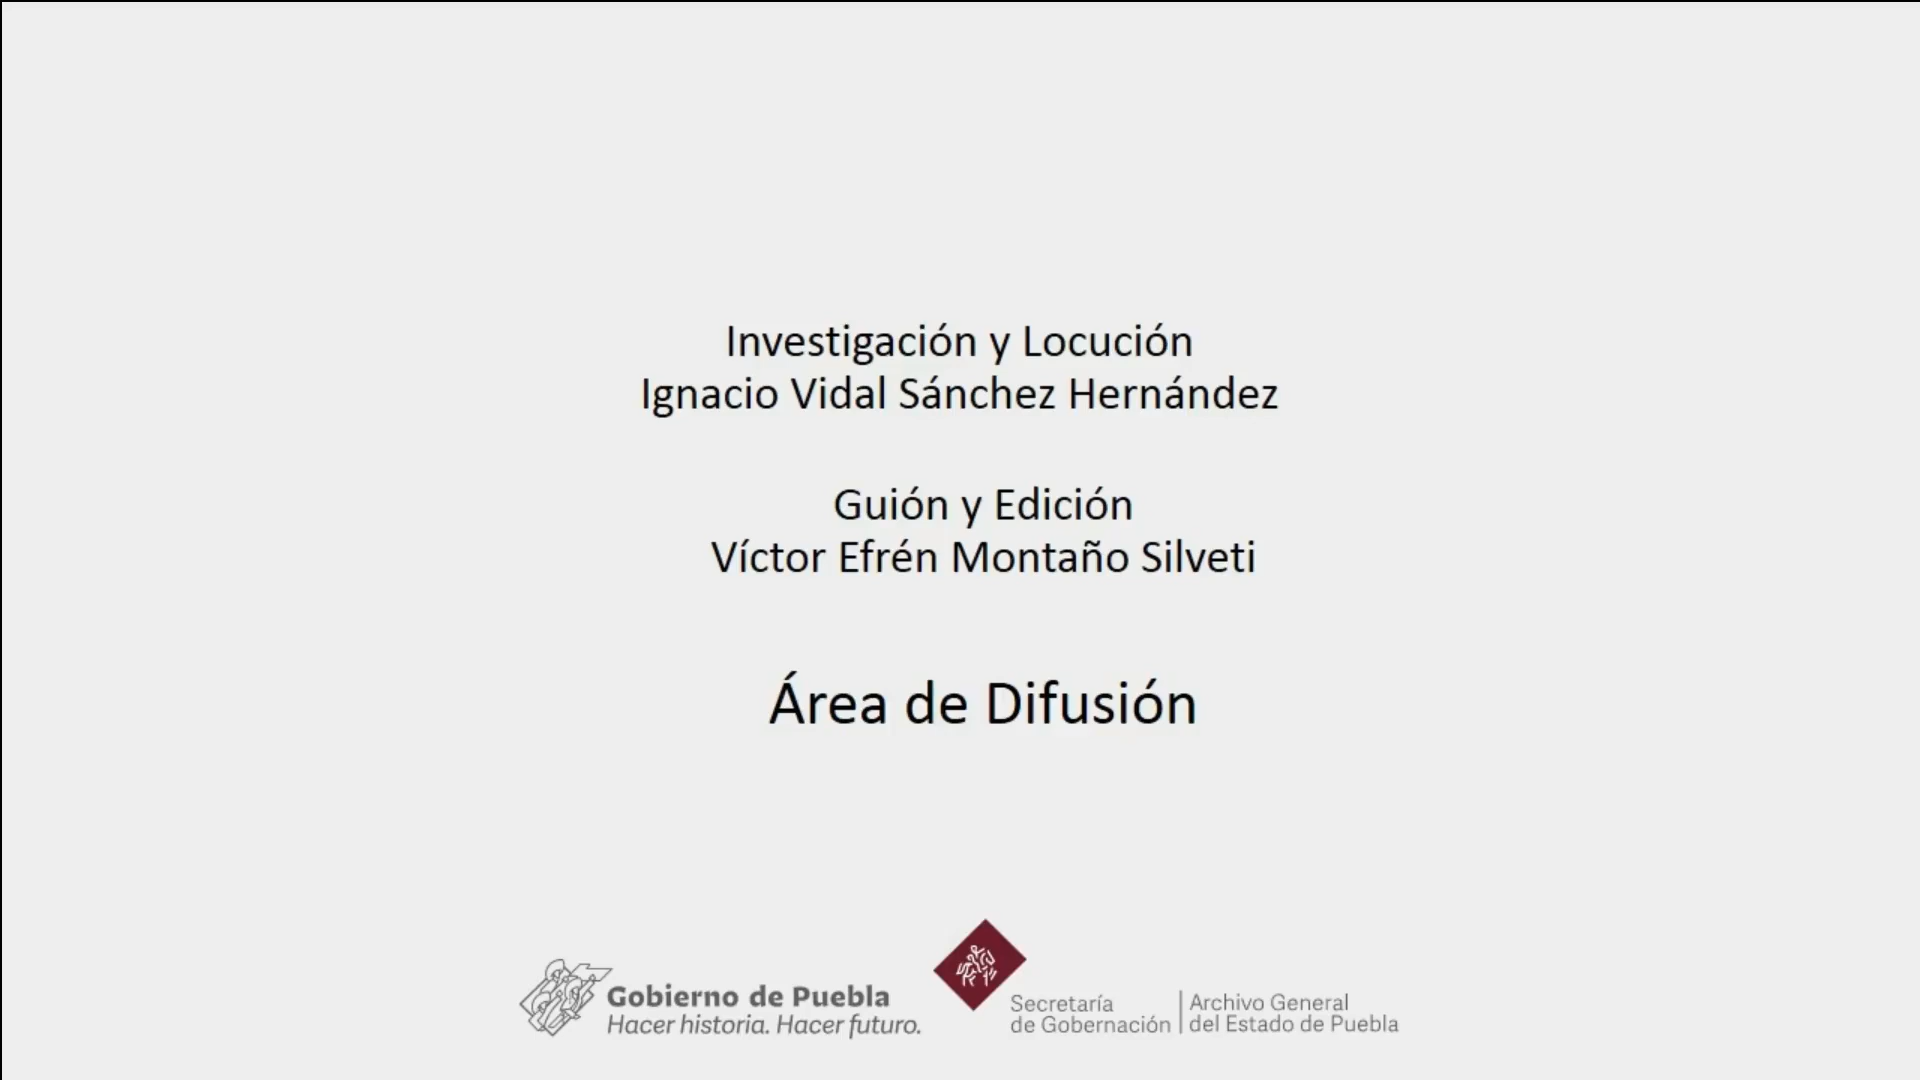 Investigación y Locución
Ignacio Vidal Sánchez Hernández
Guión y Edición
Víctor Efrén Montaño Silveti
Área de Difusión
Gobierno de Puebla
Hacer historia. Hacer futuro.
Secretaría
de Gobernación
Archivo General
del Estado de Puebla